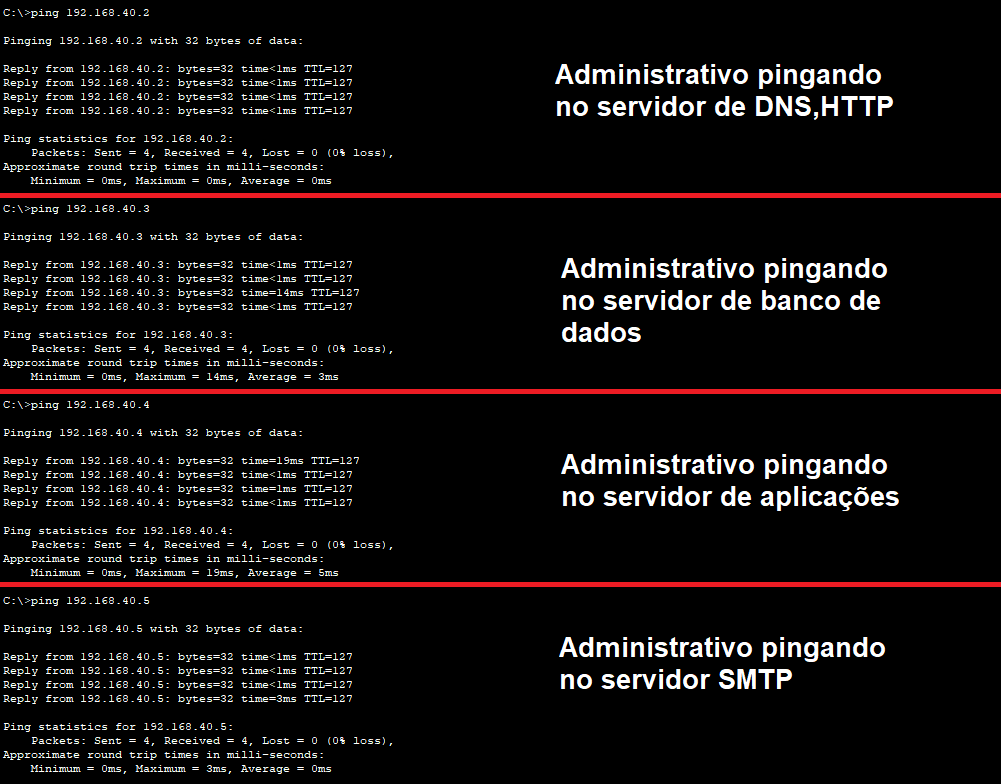 C:\>ping 192.168.40.2
Pinging 192.168.40.2 with 32 bytes of data:
Reply from 192.168.40.2: bytes=32 time<1ms TTL=127
Reply from 192.168.40.2: bytes=32 time<1ms TTL=127
Reply from 192.168.40.2: bytes=32 time<1ms TTL=127
Reply from 192.168.40.2: bytes=32 time<1ms TTL=127
Ping statistics for 192.168.40.2:
Packets: Sent = 4, Received = 4, Lost = 0 (0% loss),
Approximate round trip times in milli-seconds:
Minimum = 0ms, Maximum = 0ms, Average = 0ms
Administrativo pingando
no servidor de DNS,HTTP
C:\>ping 192.168.40.3
Pinging 192.168.40.3 with 32 bytes of data:
Reply from 192.168.40.3: bytes=32 time<1ms TTL=127
Reply from 192.168.40.3: bytes=32 time<1ms TTL=127
Reply from 192.168.40.3: bytes=32 time=14ms TTL=127
Reply from 192.168.40.3: bytes=32 time<1ms TTL=127
Ping statistics for 192.168.40.3:
Packets: Sent = 4, Received = 4, Lost = 0 (0% loss),
Approximate round trip times in milli-seconds:
Minimum = 0ms, Maximum = 14ms, Average = 3ms
Administrativo pingando
no servidor de banco de
dados
C:\>ping 192.168.40.4
Pinging 192.168.40.4 with 32 bytes of data:
Reply from 192.168.40.4: bytes=32 time=19ms TTL=127
Reply from 192.168.40.4: bytes=32 time<1ms TTL=127
Reply from 192.168.40.4: bytes=32 time=1ms TTL=127
Reply from 192.168.40.4: bytes=32 time<1ms TTL=127
Ping statistics for 192.168.40.4:
Packets: Sent = 4, Received = 4, Lost = 0 (0% loss),
Approximate round trip times in milli-seconds:
Minimum = 0ms, Maximum = 19ms, Average = 5ms
Administrativo pingando
no servidor de aplicações
C:\>ping 192.168.40.5
Pinging 192.168.40.5 with 32 bytes of data:
Reply from 192.168.40.5: bytes=32 time<1ms TTL=127
Reply from 192.168.40.5: bytes=32 time<1ms TTL=127
Reply from 192.168.40.5: bytes=32 time<1ms TTL=127
Reply from 192.168.40.5: bytes=32 time=3ms TTL=127
Ping statistics for 192.168.40.5:
Packets: Sent = 4, Received = 4, Lost = 0 (0% loss),
Approximate round trip times in milli-seconds:
Minimum = 0ms, Maximum = 3ms, Average = 0ms
Administrativo pingando
no servidor SMTP